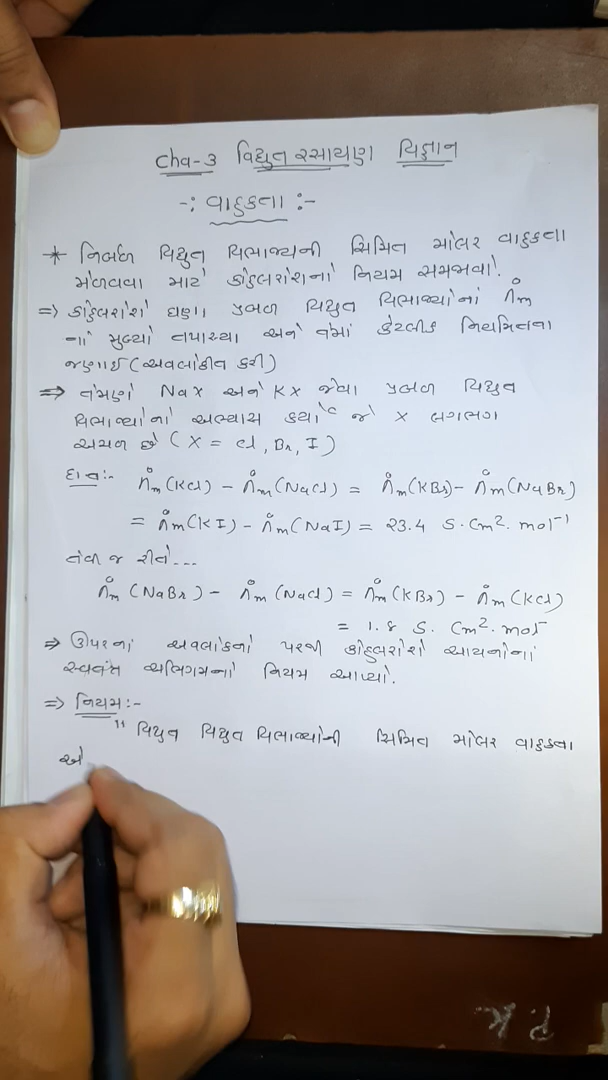 Cha-3 વિદ્યુત રસાયણ વિજ્ઞાન
-: વાહકતા :-
* નિર્બળ વિદ્યુત વિભાજ્યની સિમિત મોલર વાહકતા
મેળવવા માટે કોહલરોશનો નિયમ સમજાવો.
⇒ કોહલરોશે ઘણા પ્રબળ વિદ્યુત વિભાજ્યોનાં Λ̊m
નાં મુલ્યો તપાસ્યા અને તેમાં કેટલીક નિયમિતતા
જણાઈ (અવલોકીત કરી)
⇒ તેમણે NaX અને KX જેવા પ્રબળ વિદ્યુત
વિભાજ્યોનો અભ્યાસ કર્યો જે X લગભગ
અચળ છે (X = Cl, Br, I)
Λ̊m(KCl) - Λ̊m(NaCl) = Λ̊m(KBr) - Λ̊m(NaBr)
= Λ̊m(KI) - Λ̊m(NaI) = 23.4 S.Cm².mol⁻¹
તેવી જ રીતે...
Λ̊m(NaBr) - Λ̊m(NaCl) = Λ̊m(KBr) - Λ̊m(KCl)
= 1.8 S. Cm².mol⁻
⇒ ઊપરનાં અવલોકનો પરથી કોહલરોશે આયનોનાં
સ્વતંત્ર અભિગમનો નિયમ આપ્યો.
⇒ નિયમ:-
" વિદ્યુત વિદ્યુત વિભાજ્યોની સિમિત મોલર વાહકતા
એ
P.K.